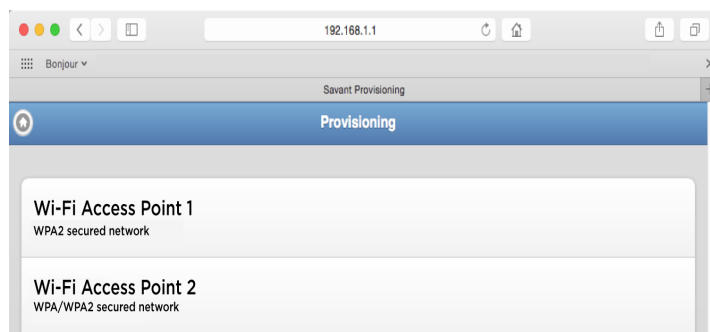 192.168.1.1
Bonjour
Savant Provisioning
Provisioning
Wi-Fi Access Point 1
WPA2 secured network
Wi-Fi Access Point 2
WPA/WPA2 secured network